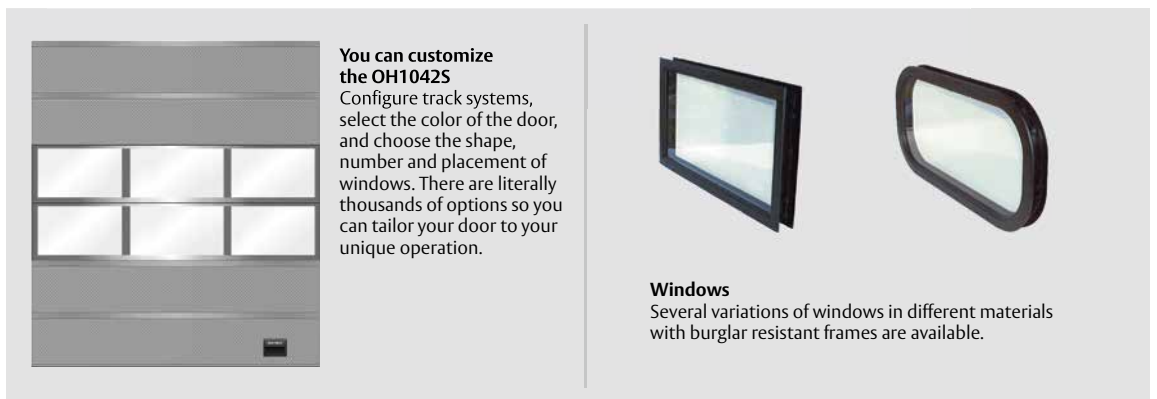 You can customize
the OH1042S
Configure track systems,
select the color of the door,
and choose the shape,
number and placement of
windows. There are literally
thousands of options so you
can tailor your door to your
unique operation.
Windows
Several variations of windows in different materials
with burglar resistant frames are available.